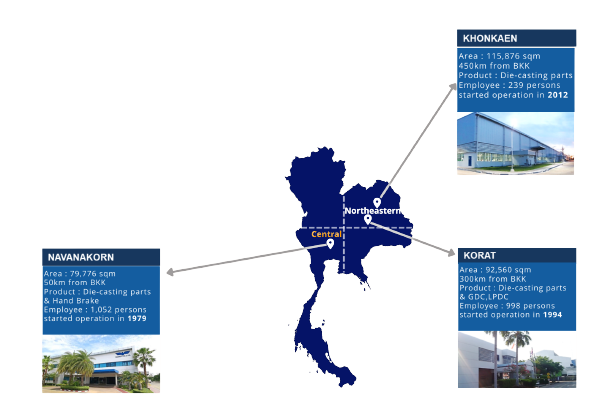 KHONKAEN
Area : 115,876 sqm
450km from BKK
Product : Die-casting parts
Employee : 239 persons
started operation in 2012
Northeastern
Central
NAVANAKORN
Area : 79,776 sqm
50km from BKK
Product : Die-casting parts
& Hand Brake
Employee : 1,052 persons
started operation in 1979
KORAT
Area : 92,560 sqm
300km from BKK
Product : Die-casting parts
& GDC,LPDC
Employee : 998 persons
started operation in 1994